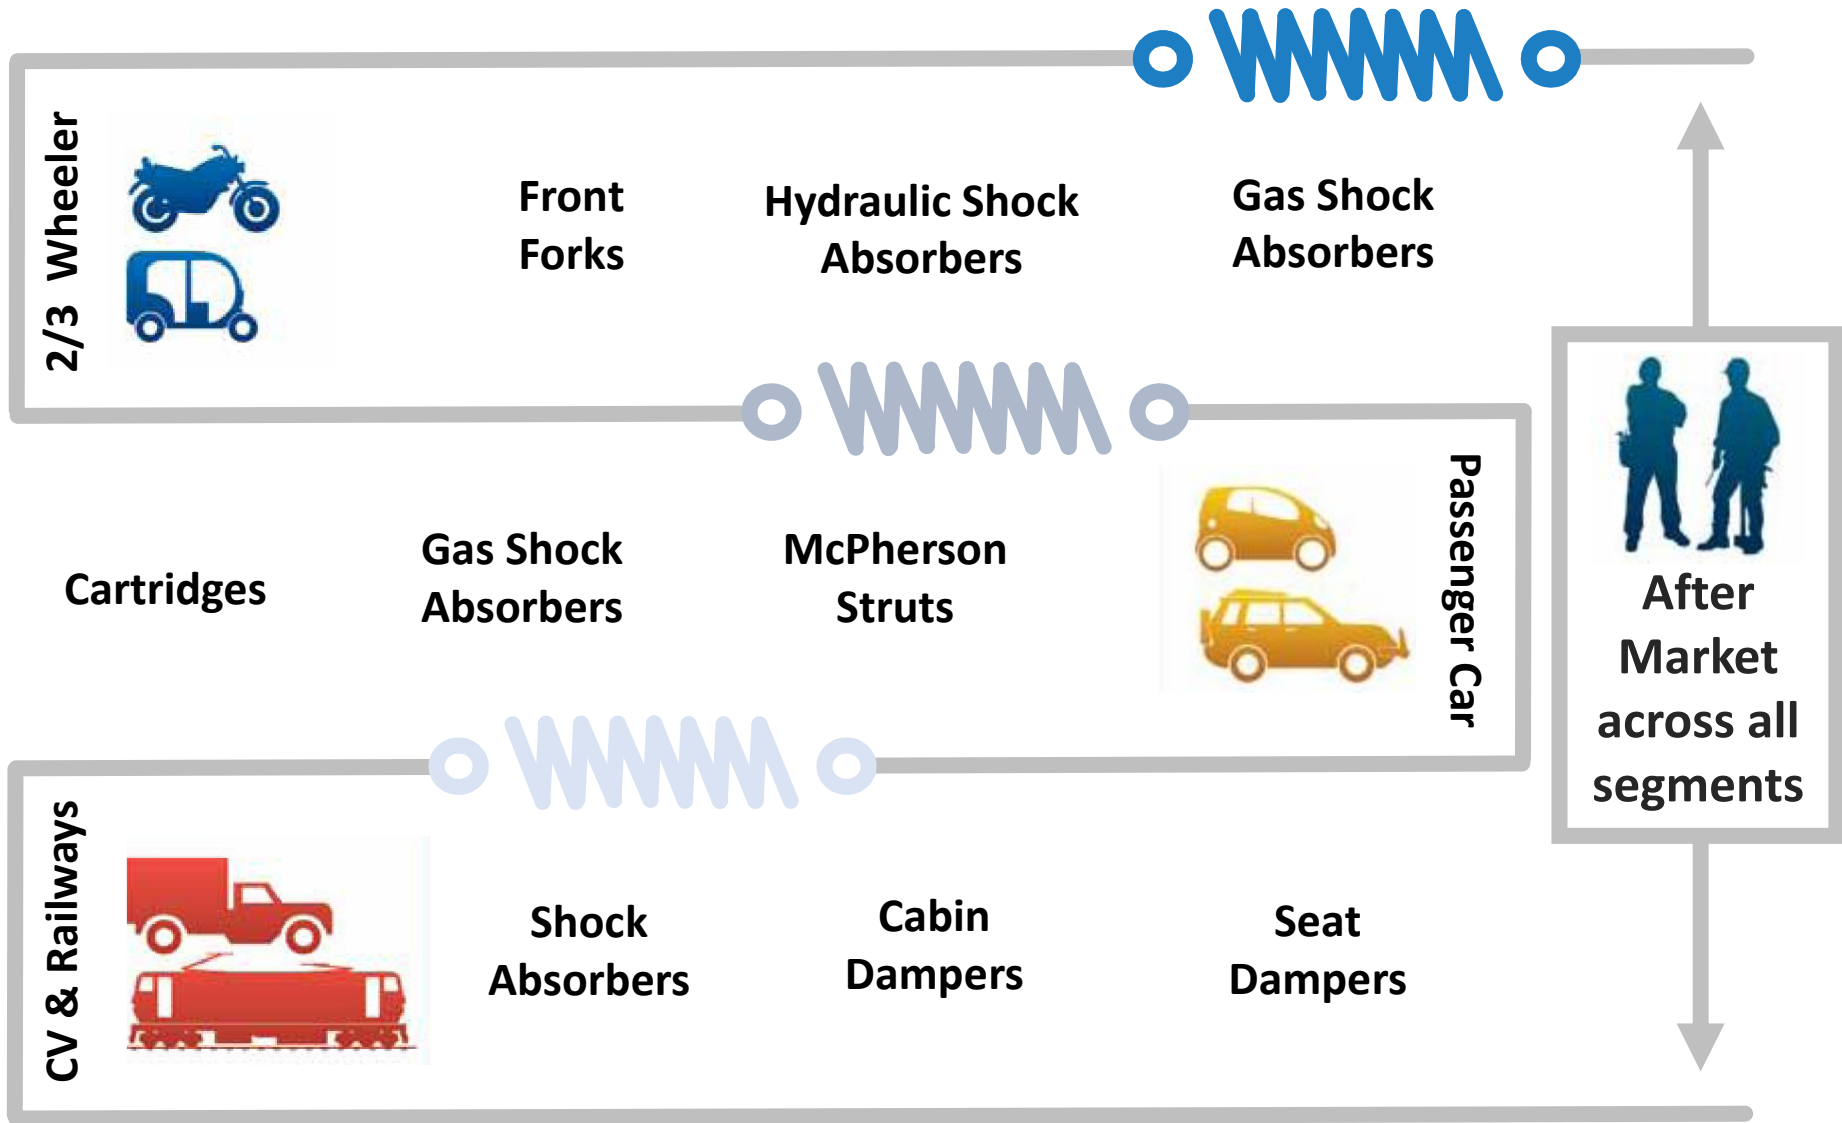 2/3 Wheeler
Front
Forks
Hydraulic Shock
Absorbers
Gas Shock
Absorbers
Cartridges
Gas Shock
Absorbers
McPherson
Struts
Passenger Car
CV & Railways
Shock
Absorbers
Cabin
Dampers
Seat
Dampers
After
Market
across all
segments